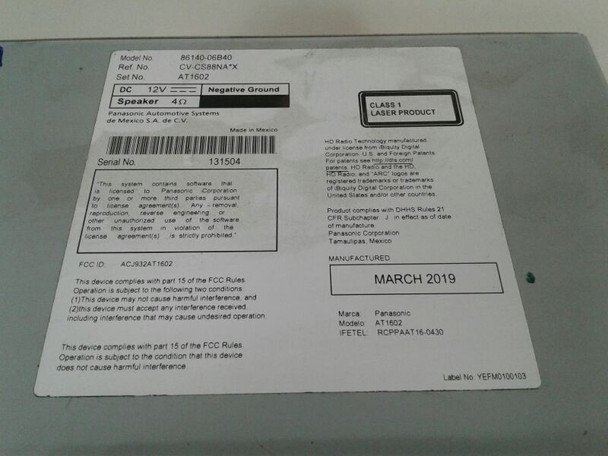 Model No. 86140-06B40
Ref. No. CV-CS88NA*X
Set No. AT1602
DC 12V Negative Ground
Speaker 4Ω
Panasonic Automotive Systems
de Mexico S.A. de C.V.
Made in Mexico
Serial No. 131504
"This system contains software that
is licensed to Panasonic Corporation
by one or more third parties pursuant
to license agreement(s). Any removal,
reproduction, reverse engineering or
other unauthorized use of the software
from this system in violation of the
license agreement(s), is strictly prohibited."
FCC ID. ACJ932AT1602
This device complies with part 15 of the FCC Rules
Operation is subject to the following two conditions:
(1)This device may not cause harmful interference, and
(2)this device must accept any interference received,
including interference that may cause undesired operation.
This device complies with part 15 of the FCC Rules.
Operation is subject to the condition that this device
does not cause harmful interference.
CLASS 1
LASER PRODUCT
HD Radio Technology manufactured
under license from iBiquity Digital
Corporation. U.S. and Foreign Patents.
For patents see http://dts.com/
patents. HD Radio and the HD,
HD Radio, and "ARC" logos are
registered trademarks or trademarks
of iBiquity Digital Corporation in the
United States and/or other countries.
Product complies with DHHS Rules 21
CFR Subchapter J in effect as of date
of manufacture.
Panasonic Corporation
Tamaulipas, Mexico
MANUFACTURED
MARCH 2019
Marca: Panasonic
Modelo: AT1602
IFETEL: RCPPAAT16-0430
Label No. YEFM0100103